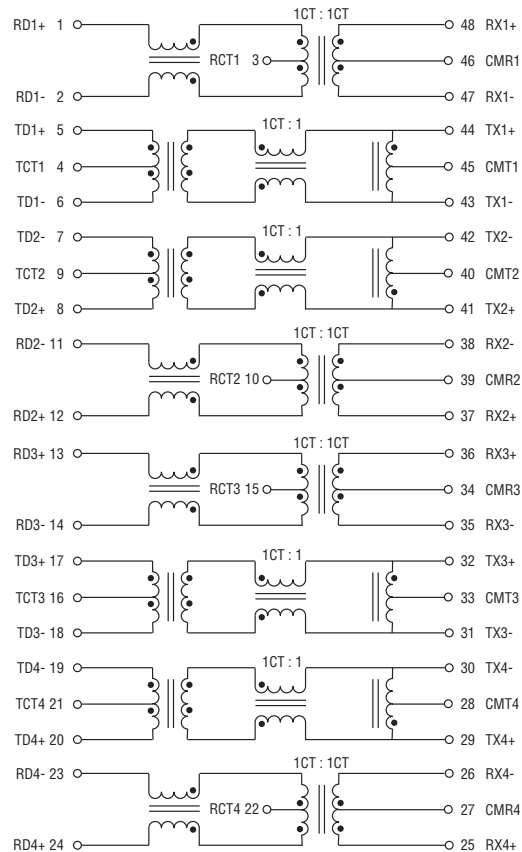 1CT : 1CT
RD1+ 1 48 RX1+
RCT1 3 46 CMR1
RD1- 2 47 RX1-
TD1+ 5 1CT : 1 44 TX1+
TCT1 4 45 CMT1
TD1- 6 43 TX1-
TD2- 7 1CT : 1 42 TX2-
TCT2 9 40 CMT2
TD2+ 8 41 TX2+
1CT : 1CT
RD2- 11 38 RX2-
RCT2 10 39 CMR2
RD2+ 12 37 RX2+
1CT : 1CT
RD3+ 13 36 RX3+
RCT3 15 34 CMR3
RD3- 14 35 RX3-
TD3+ 17 1CT : 1 32 TX3+
TCT3 16 33 CMT3
TD3- 18 31 TX3-
TD4- 19 1CT : 1 30 TX4-
TCT4 21 28 CMT4
TD4+ 20 29 TX4+
1CT : 1CT
RD4- 23 26 RX4-
RCT4 22 27 CMR4
RD4+ 24 25 RX4+